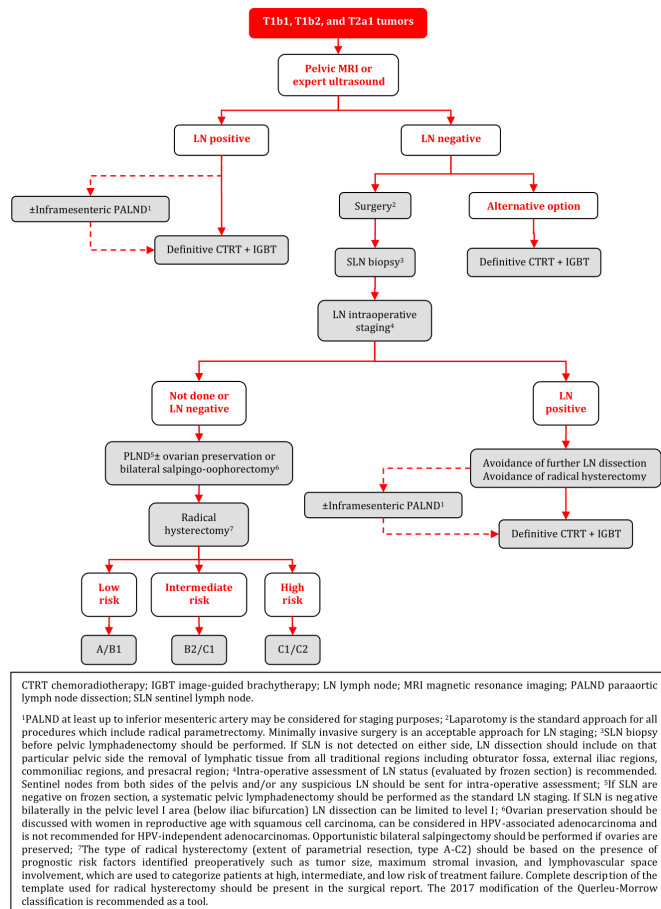 T1b1, T1b2, and T2a1 tumors
Pelvic MRI or
expert ultrasound
LN positive
LN negative
±Inframesenteric PALND¹
Definitive CTRT + IGBT
Surgery²
Alternative option
SLN biopsy³
Definitive CTRT + IGBT
LN intraoperative
staging⁴
Not done or
LN negative
LN
positive
PLND⁵± ovarian preservation or
bilateral salpingo-oophorectomy⁶
Avoidance of further LN dissection
Avoidance of radical hysterectomy
±Inframesenteric PALND¹
Radical
hysterectomy⁷
Definitive CTRT + IGBT
Low
risk
Intermediate
risk
High
risk
A/B1
B2/C1
C1/C2
CTRT chemoradiotherapy; IGBT image-guided brachytherapy; LN lymph node; MRI magnetic resonance imaging; PALND paraaortic
lymph node dissection; SLN sentinel lymph node.
¹PALND at least up to inferior mesenteric artery may be considered for staging purposes; ²Laparotomy is the standard approach for all
procedures which include radical parametrectomy. Minimally invasive surgery is an acceptable approach for LN staging; ³SLN biopsy
before pelvic lymphadenectomy should be performed. If SLN is not detected on either side, LN dissection should include on that
particular pelvic side the removal of lymphatic tissue from all traditional regions including obturator fossa, external iliac regions,
commoniliac regions, and presacral region; ⁴Intra-operative assessment of LN status (evaluated by frozen section) is recommended.
Sentinel nodes from both sides of the pelvis and/or any suspicious LN should be sent for intra-operative assessment; ⁵If SLN are
negative on frozen section, a systematic pelvic lymphadenectomy should be performed as the standard LN staging. If SLN is negative
bilaterally in the pelvic level I area (below iliac bifurcation) LN dissection can be limited to level I; ⁶Ovarian preservation should be
discussed with women in reproductive age with squamous cell carcinoma, can be considered in HPV-associated adenocarcinoma and
is not recommended for HPV-independent adenocarcinomas. Opportunistic bilateral salpingectomy should be performed if ovaries are
preserved; ⁷The type of radical hysterectomy (extent of parametrial resection, type A-C2) should be based on the presence of
prognostic risk factors identified preoperatively such as tumor size, maximum stromal invasion, and lymphovascular space
involvement, which are used to categorize patients at high, intermediate, and low risk of treatment failure. Complete description of the
template used for radical hysterectomy should be present in the surgical report. The 2017 modification of the Querleu-Morrow
classification is recommended as a tool.